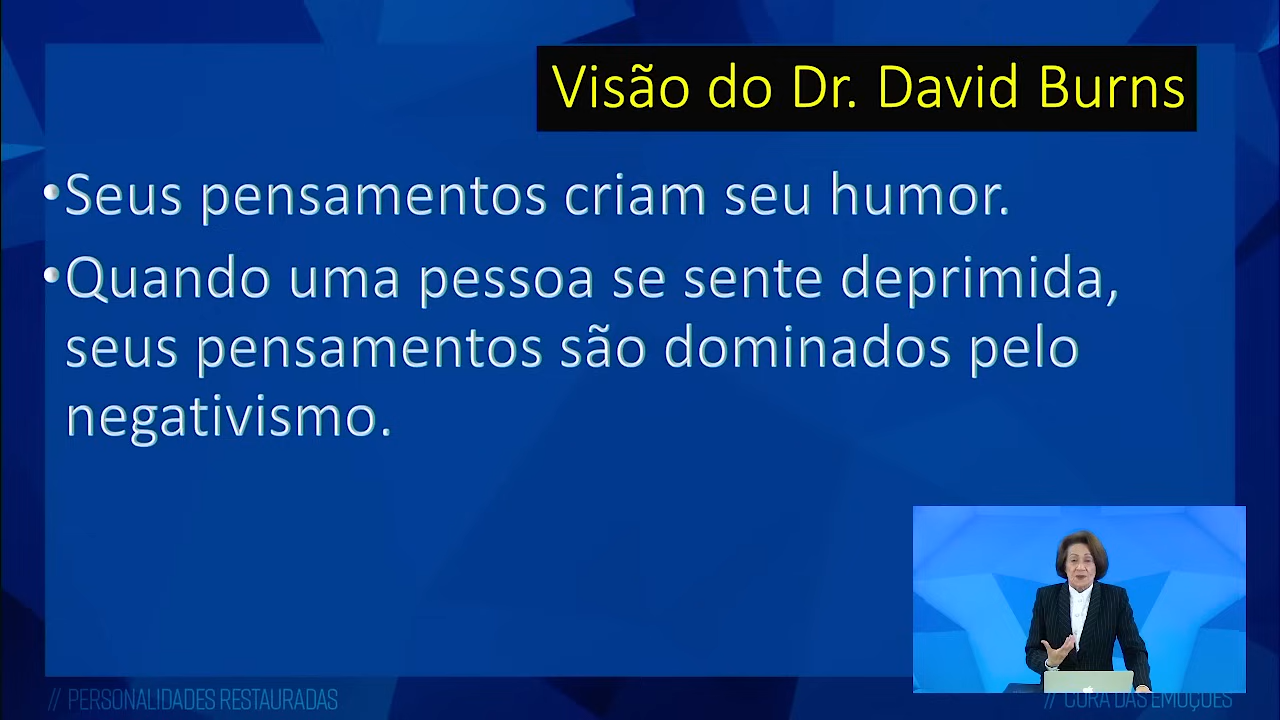 Visão do Dr. David Burns
•Seus pensamentos criam seu humor.
•Quando uma pessoa se sente deprimida,
seus pensamentos são dominados pelo
negativismo.
// PERSONALIDADES RESTAURADAS
// CURA DAS EMOÇÕES